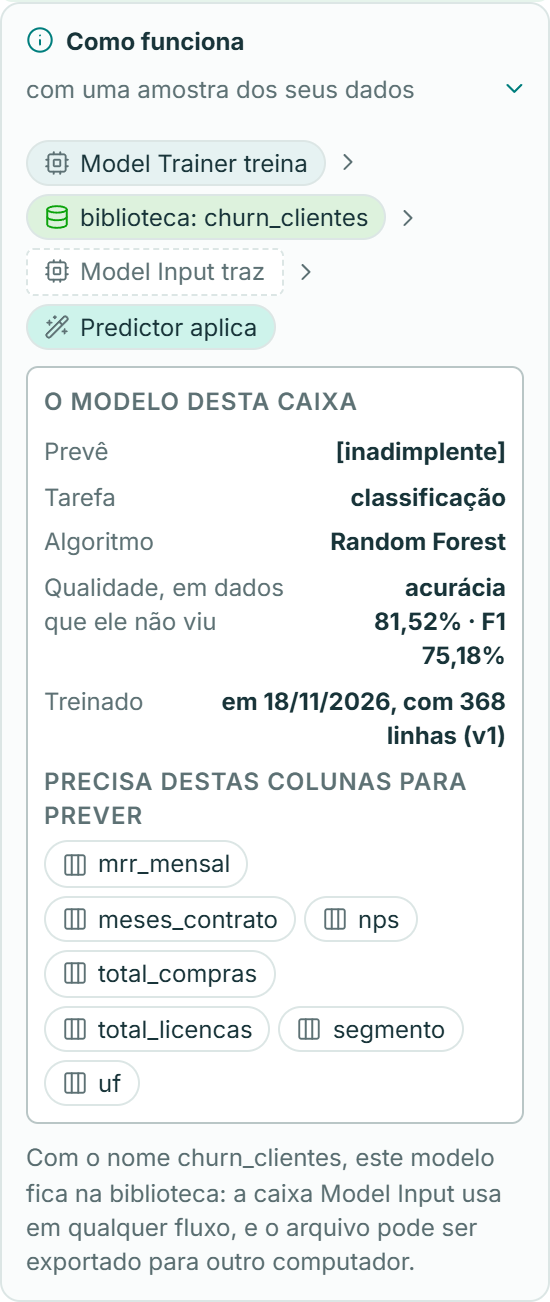 Como funciona
com uma amostra dos seus dados
Model Trainer treina
biblioteca: churn_clientes
Model Input traz
Predictor aplica
O MODELO DESTA CAIXA
Prevê [inadimplente]
Tarefa classificação
Algoritmo Random Forest
Qualidade, em dados acurácia
que ele não viu 81,52% · F1
75,18%
Treinado em 18/11/2026, com 368
linhas (v1)
PRECISA DESTAS COLUNAS PARA
PREVER
mrr_mensal
meses_contrato nps
total_compras
total_licencas segmento
uf
Com o nome churn_clientes, este modelo
fica na biblioteca: a caixa Model Input usa
em qualquer fluxo, e o arquivo pode ser
exportado para outro computador.